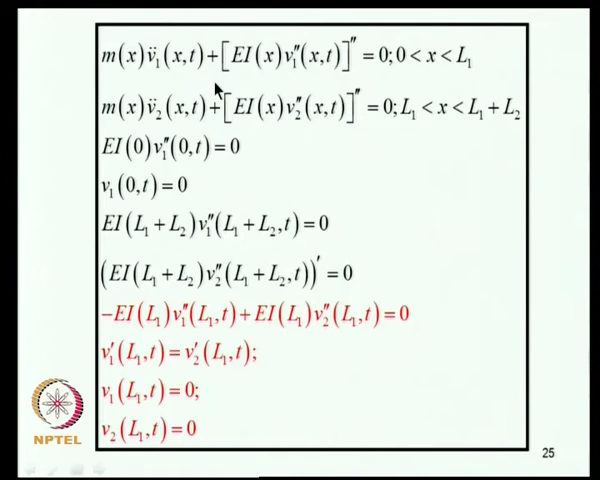 m(x)v̈₁(x,t)+[EI(x)v₁″(x,t)]″=0;0<x<L₁
m(x)v̈₂(x,t)+[EI(x)v₂″(x,t)]″=0;L₁<x<L₁+L₂
EI(0)v₁″(0,t)=0
v₁(0,t)=0
EI(L₁+L₂)v₁″(L₁+L₂,t)=0
(EI(L₁+L₂)v₂″(L₁+L₂,t))′=0
-EI(L₁)v₁″(L₁,t)+EI(L₁)v₂″(L₁,t)=0
v₁′(L₁,t)=v₂′(L₁,t);
v₁(L₁,t)=0;
v₂(L₁,t)=0
NPTEL
25